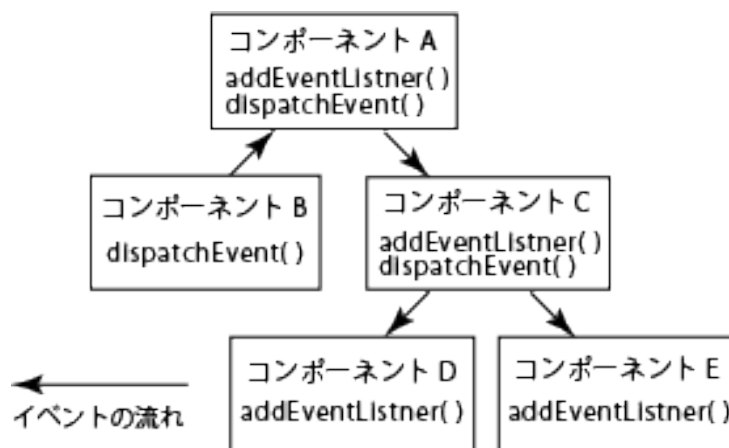 コンポーネント A
addEventListner( )
dispatchEvent( )
コンポーネント B
dispatchEvent( )
コンポーネント C
addEventListner( )
dispatchEvent( )
コンポーネント D
addEventListner( )
コンポーネント E
addEventListner( )
イベントの流れ